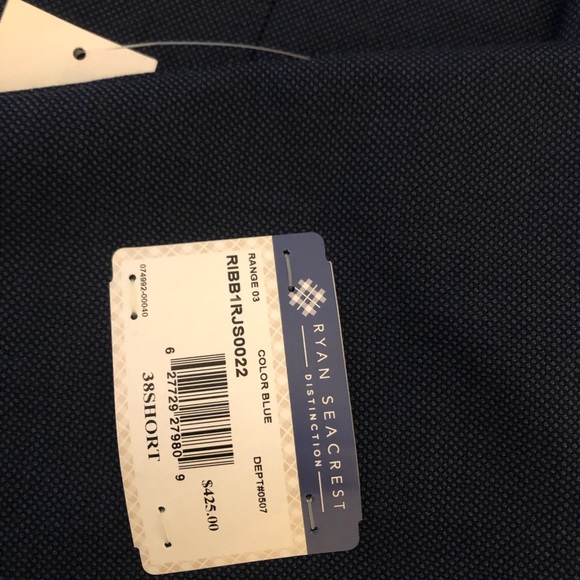 RYAN SEACREST
DISTINCTION
RANGE 03
RIBB1RJS0022
COLOR BLUE
DEPT#0507
6 27729 27980 9
$425.00
38SHORT
074992-00040